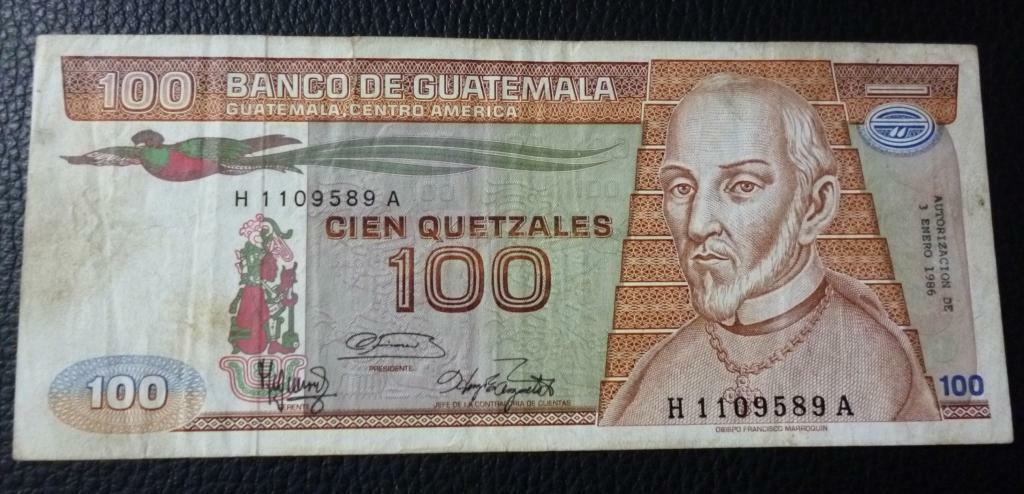 100 BANCO DE GUATEMALA
GUATEMALA, CENTRO AMERICA
H 1109589 A
CIEN QUETZALES
100
AUTORIZACION DE
3 ENERO 1986
PRESIDENTE
JEFE DE LA CONTRALORIA DE CUENTAS
100
100
H 1109589 A
OBISPO FRANCISCO MARROQUIN